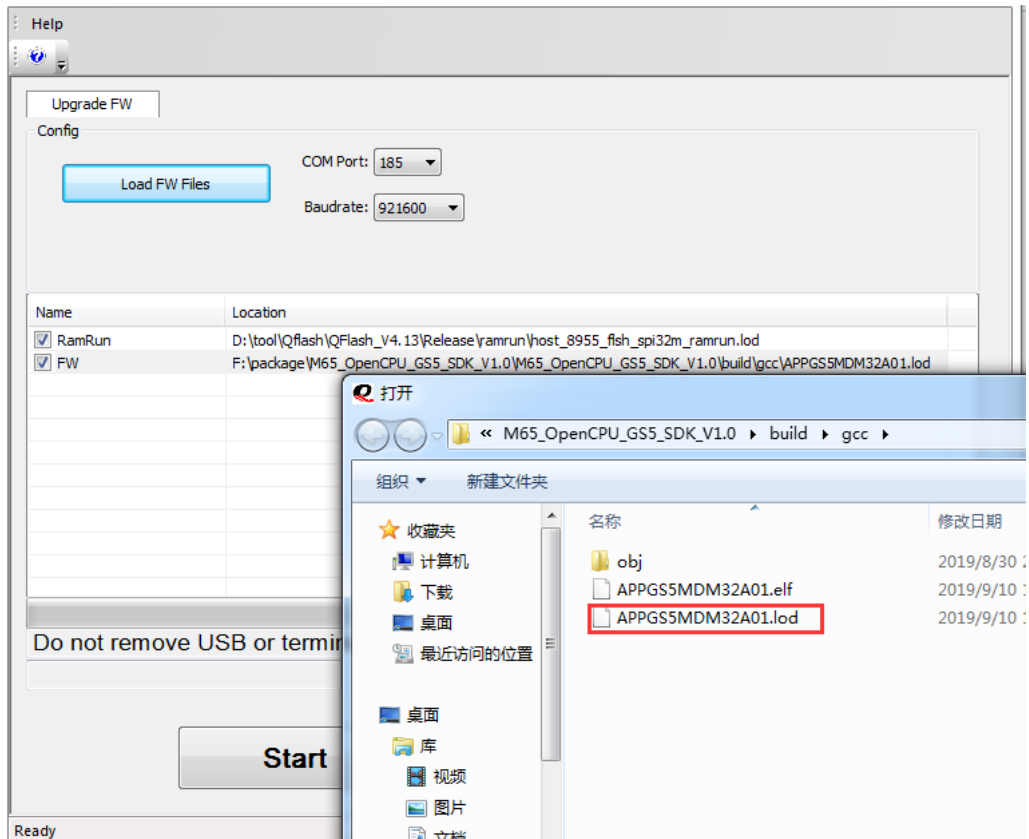 Help
Upgrade FW
Config
Load FW Files
COM Port: 185
Baudrate: 921600
Name Location
RamRun D:\tool\Qflash\QFlash_V4.13\Release\ramrun\host_8955_flsh_spi32m_ramrun.lod
FW F:\package\M65_OpenCPU_GS5_SDK_V1.0\M65_OpenCPU_GS5_SDK_V1.0\build\gcc\APPGS5MDM32A01.lod
打开
« M65_OpenCPU_GS5_SDK_V1.0 build gcc
组织 新建文件夹
名称 修改日期
收藏夹
计算机
下载
桌面
最近访问的位置
桌面
库
视频
图片
文档
obj 2019/8/30
APPGS5MDM32A01.elf 2019/9/10
APPGS5MDM32A01.lod 2019/9/10
Do not remove USB or
Start
Ready